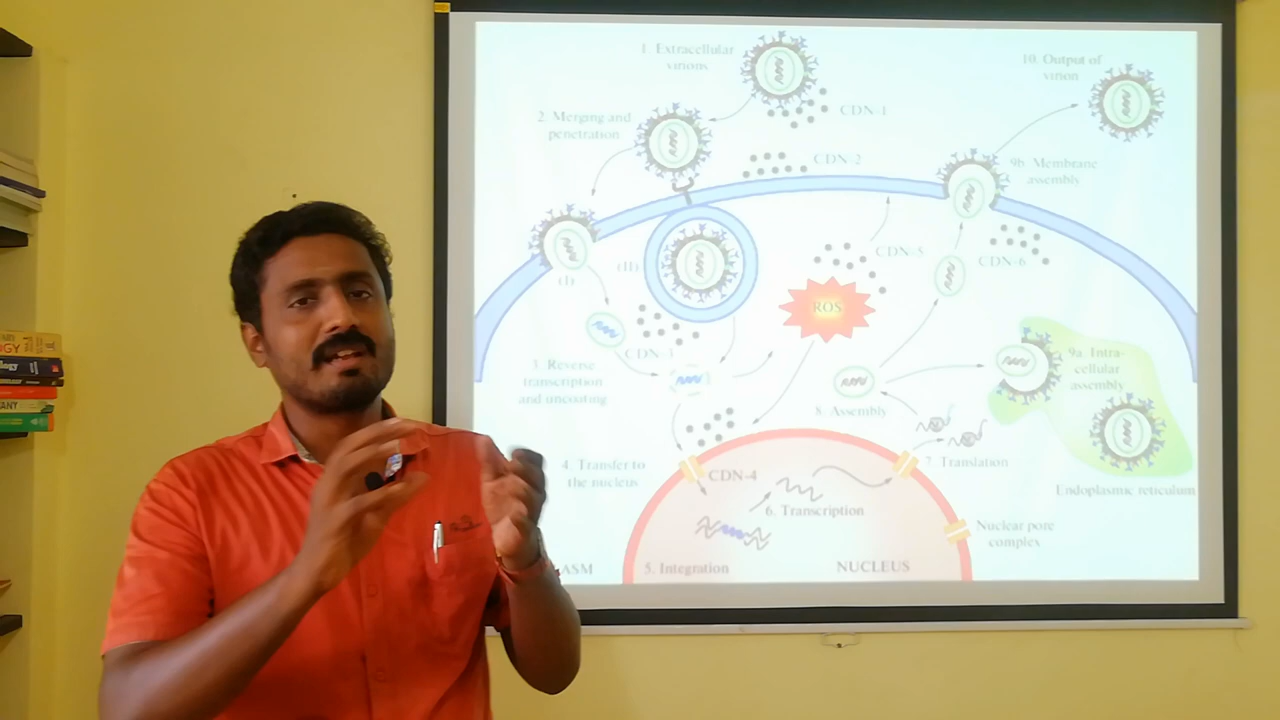 1. Extracellular
virions
CDN-1
2. Merging and
penetration
CDN-2
10. Output of
virion
9b. Membrane
assembly
(I)
(II)
CDN-5
CDN-6
ROS
CDN-3
3. Reverse
transcription
and uncoating
9a. Intra-
cellular
assembly
8. Assembly
4. Transfer to
the nucleus
CDN-4
7. Translation
6. Transcription
Endoplasmic reticulum
Nuclear pore
complex
ASM
5. Integration
NUCLEUS
OGY